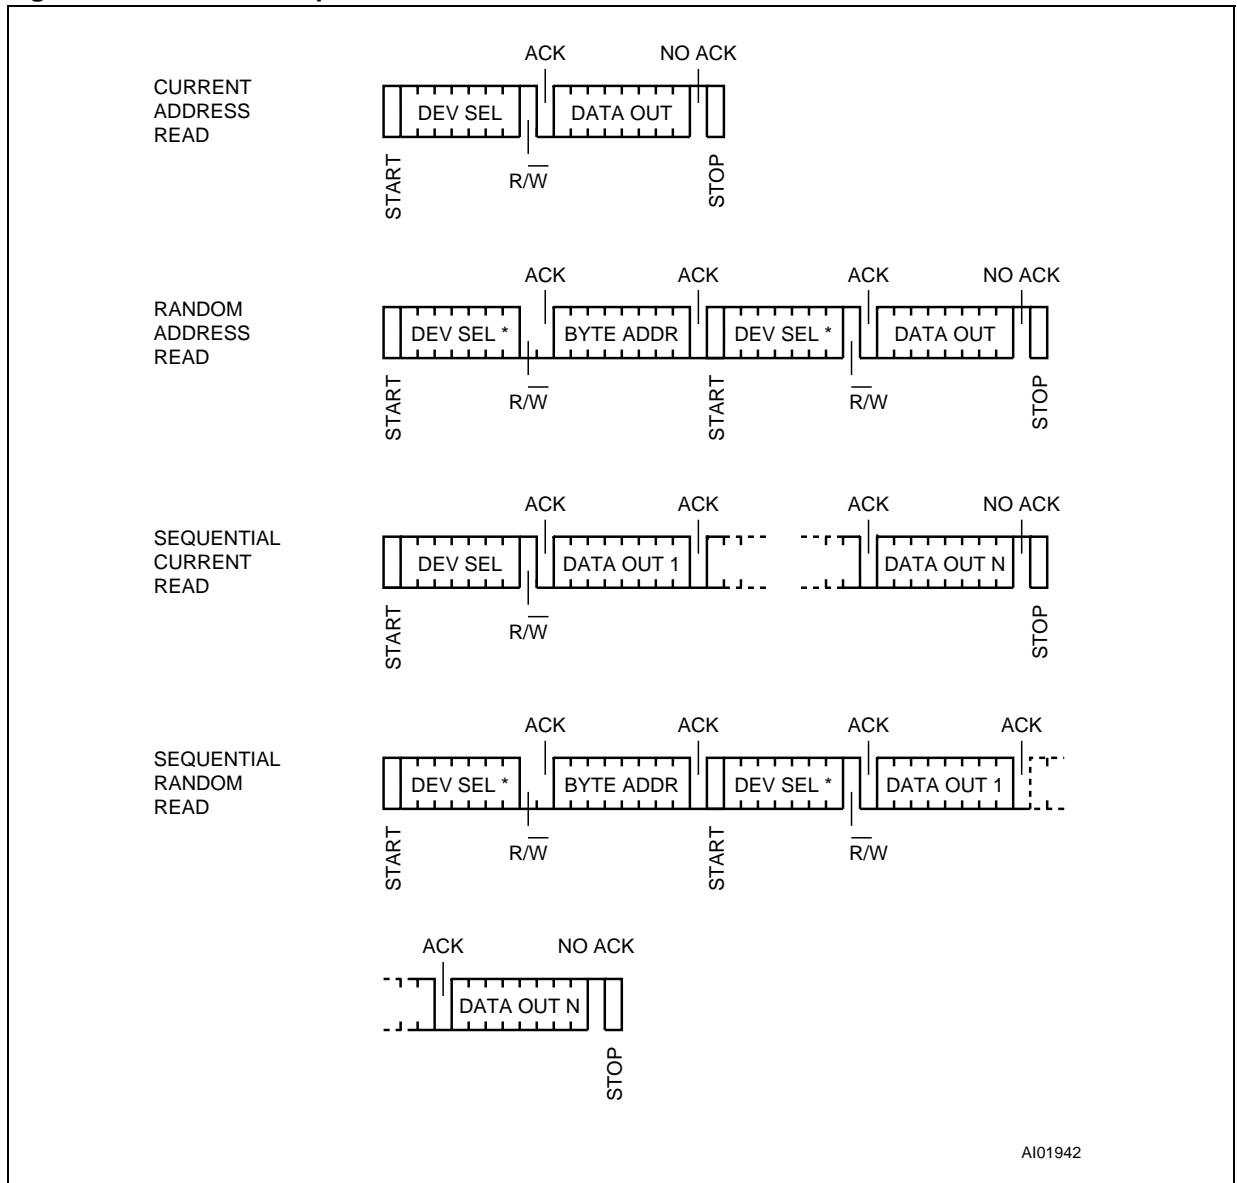 ACK NO ACK
CURRENT
ADDRESS
READ
DEV SEL DATA OUT
START R/W̅ STOP
ACK ACK ACK NO ACK
RANDOM
ADDRESS
READ
DEV SEL * BYTE ADDR DEV SEL * DATA OUT
START R/W̅ START R̅/W STOP
ACK ACK ACK NO ACK
SEQUENTIAL
CURRENT
READ
DEV SEL DATA OUT 1 DATA OUT N
START R/W̅ STOP
ACK ACK ACK ACK
SEQUENTIAL
RANDOM
READ
DEV SEL * BYTE ADDR DEV SEL * DATA OUT 1
START R/W̅ START R̅/W
ACK NO ACK
DATA OUT N
STOP
AI01942